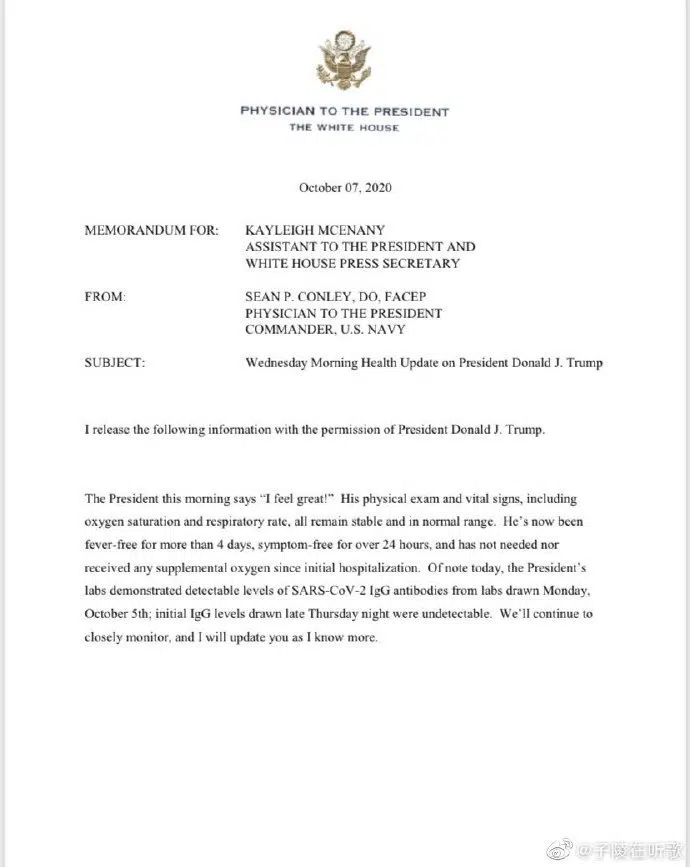 PHYSICIAN TO THE PRESIDENT
THE WHITE HOUSE
October 07, 2020
MEMORANDUM FOR: KAYLEIGH MCENANY
ASSISTANT TO THE PRESIDENT AND
WHITE HOUSE PRESS SECRETARY
FROM: SEAN P. CONLEY, DO, FACEP
PHYSICIAN TO THE PRESIDENT
COMMANDER, U.S. NAVY
SUBJECT: Wednesday Morning Health Update on President Donald J. Trump
I release the following information with the permission of President Donald J. Trump.
The President this morning says “I feel great!” His physical exam and vital signs, including
oxygen saturation and respiratory rate, all remain stable and in normal range. He’s now been
fever-free for more than 4 days, symptom-free for over 24 hours, and has not needed nor
received any supplemental oxygen since initial hospitalization. Of note today, the President’s
labs demonstrated detectable levels of SARS-CoV-2 IgG antibodies from labs drawn Monday,
October 5th; initial IgG levels drawn late Thursday night were undetectable. We’ll continue to
closely monitor, and I will update you as I know more.
@子陵在听歌